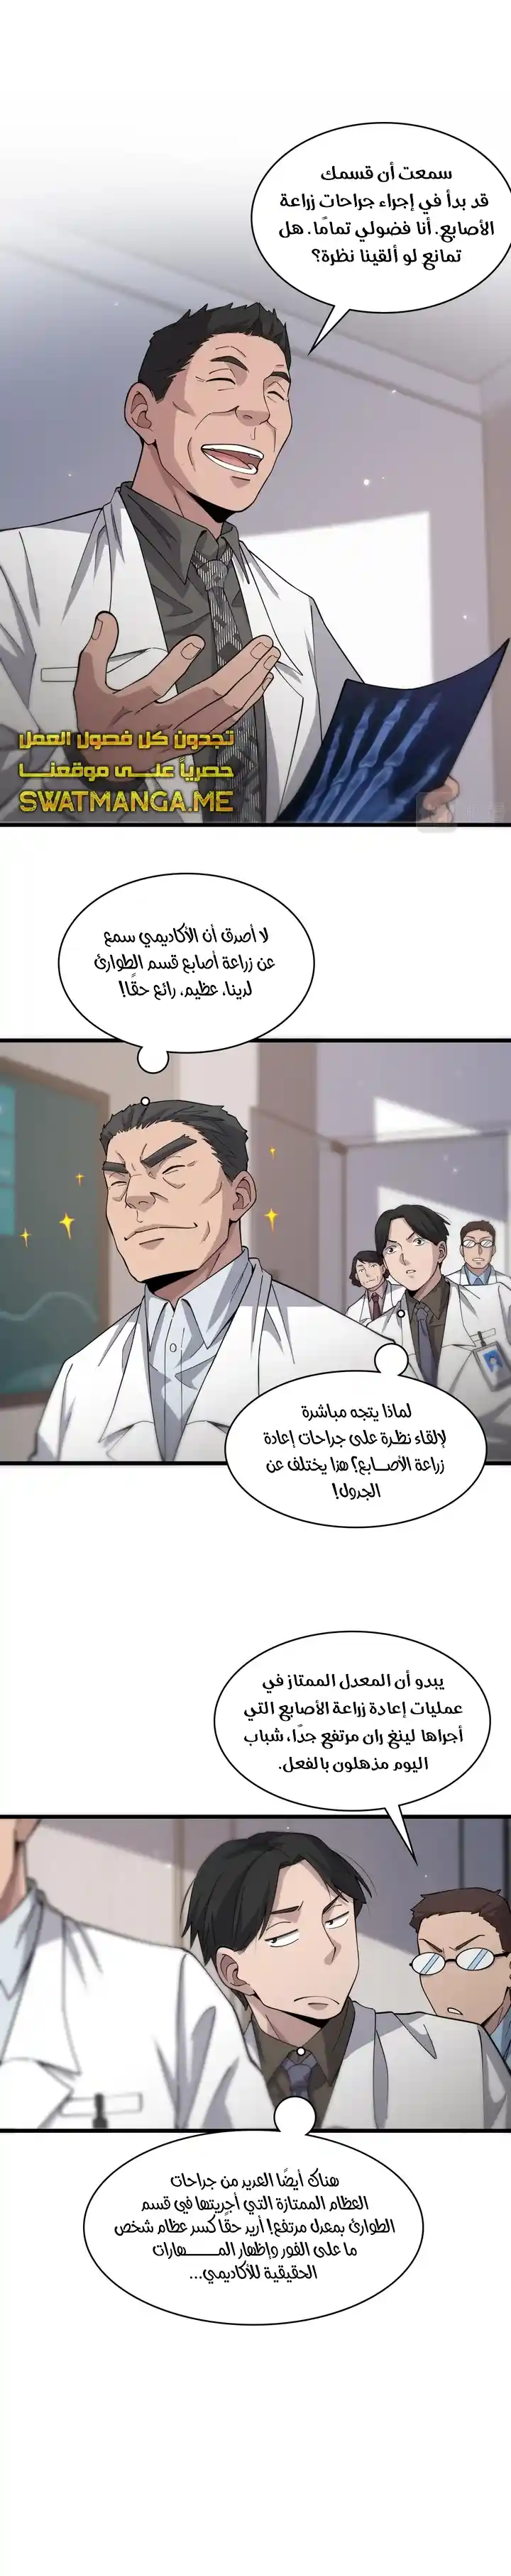 سمعت أن قسمك
قد بدأ في إجراء جراحات زراعة
الأصابع. أنا فضولي تمامًا. هل
تمانع لو ألقينا نظرة؟
تجدون كل فصول العمل
حصرياً على موقعنا
SWATMANGA.ME
لا أصدق أن الأكاديمي سمع
عن زراعة أصابع قسم الطوارئ
لدينا. عظيم، رائع حقًا!
لماذا يتجه مباشرة
لإلقاء نظرة على جراحات إعادة
زراعة الأصابع؟ هذا يختلف عن
الجدول!
يبدو أن المعدل الممتاز في
عمليات إعادة زراعة الأصابع التي
أجراها لينغ ران مرتفع جدًا، شباب
اليوم مذهلون بالفعل.
هناك أيضًا العديد من جراحات
العظام الممتازة التي أجريتها في قسم
الطوارئ بمعدل مرتفع! أريد حقًا كسر عظام شخص
ما على الفور وإظهار المهارات
الحقيقية للأكاديمي...